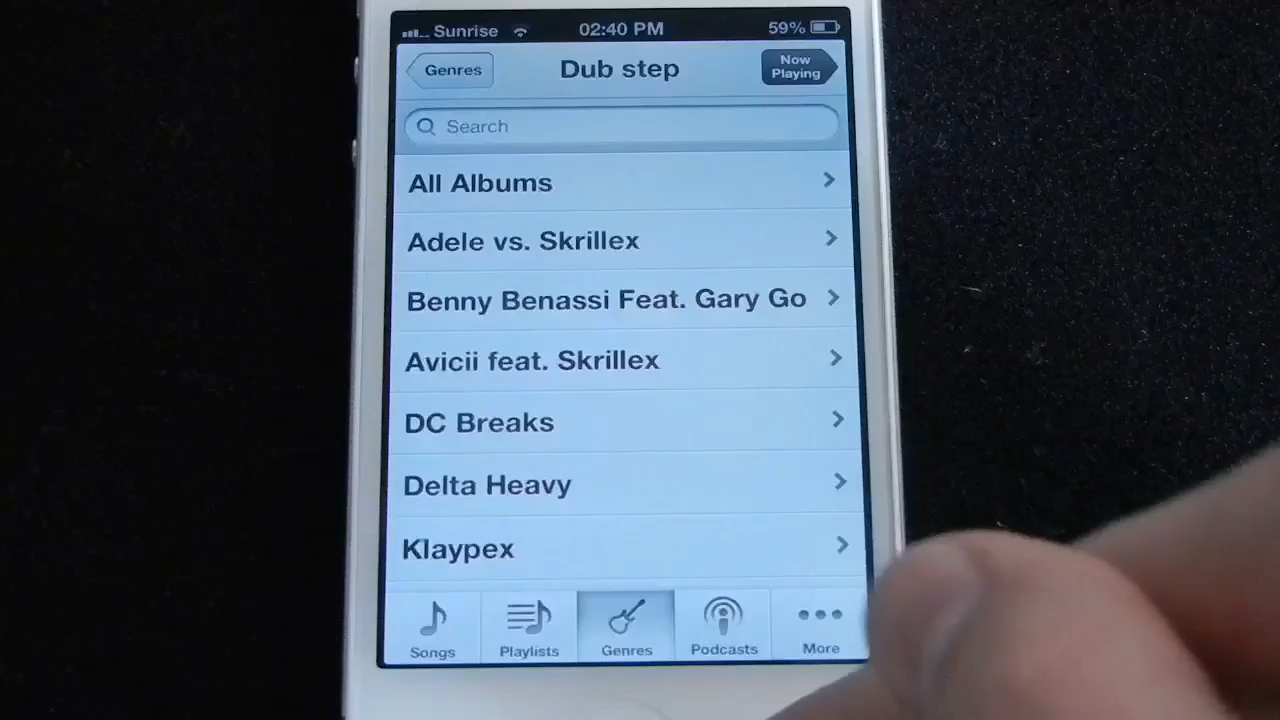 Sunrise 02:40 PM 59%
Genres Dub step Now Playing
Search
All Albums
Adele vs. Skrillex
Benny Benassi Feat. Gary Go
Avicii feat. Skrillex
DC Breaks
Delta Heavy
Klaypex
Songs Playlists Genres Podcasts More